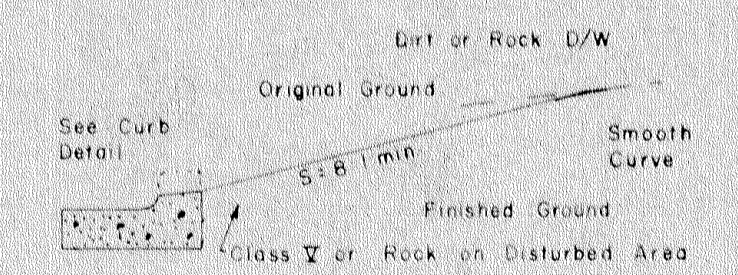 Dirt or Rock D/W
Original Ground
See Curb
Detail
Smooth
Curve
S = 8 : 1 min
Finished Ground
Class V or Rock on Disturbed Area